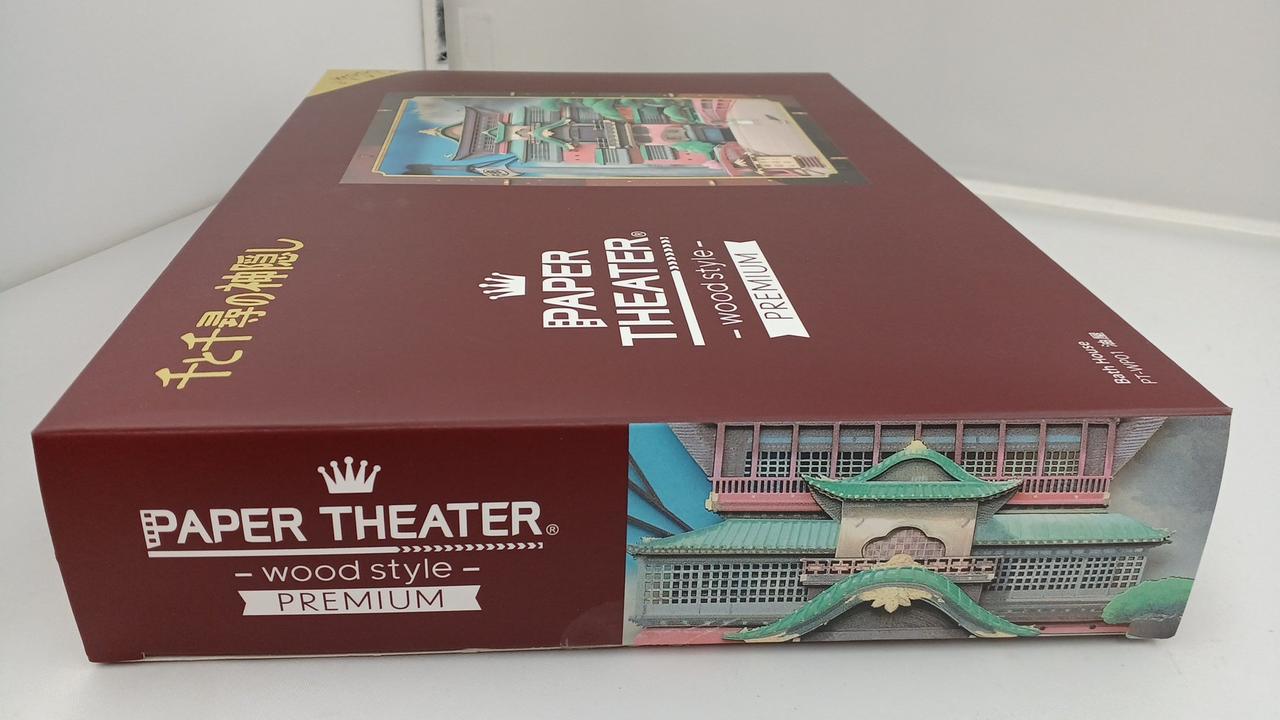 千と千尋の神隠し
PAPER
THEATER®
- wood style -
PREMIUM
Bath House
PT-WP01 油屋
PAPER THEATER®
- wood style -
PREMIUM